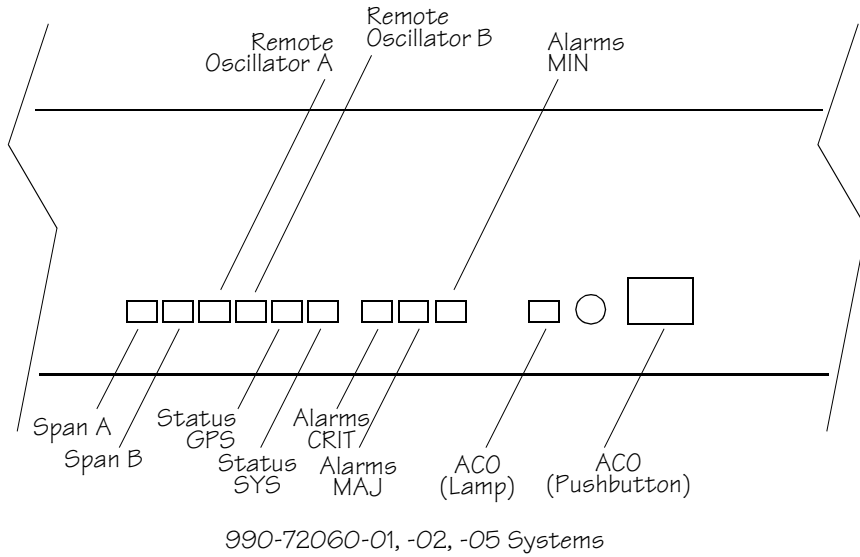 Remote
Oscillator A
Remote
Oscillator B
Alarms
MIN
Span A
Span B
Status
GPS
Status
SYS
Alarms
CRIT
Alarms
MAJ
ACO
(Lamp)
ACO
(Pushbutton)
990-72060-01, -02, -05 Systems